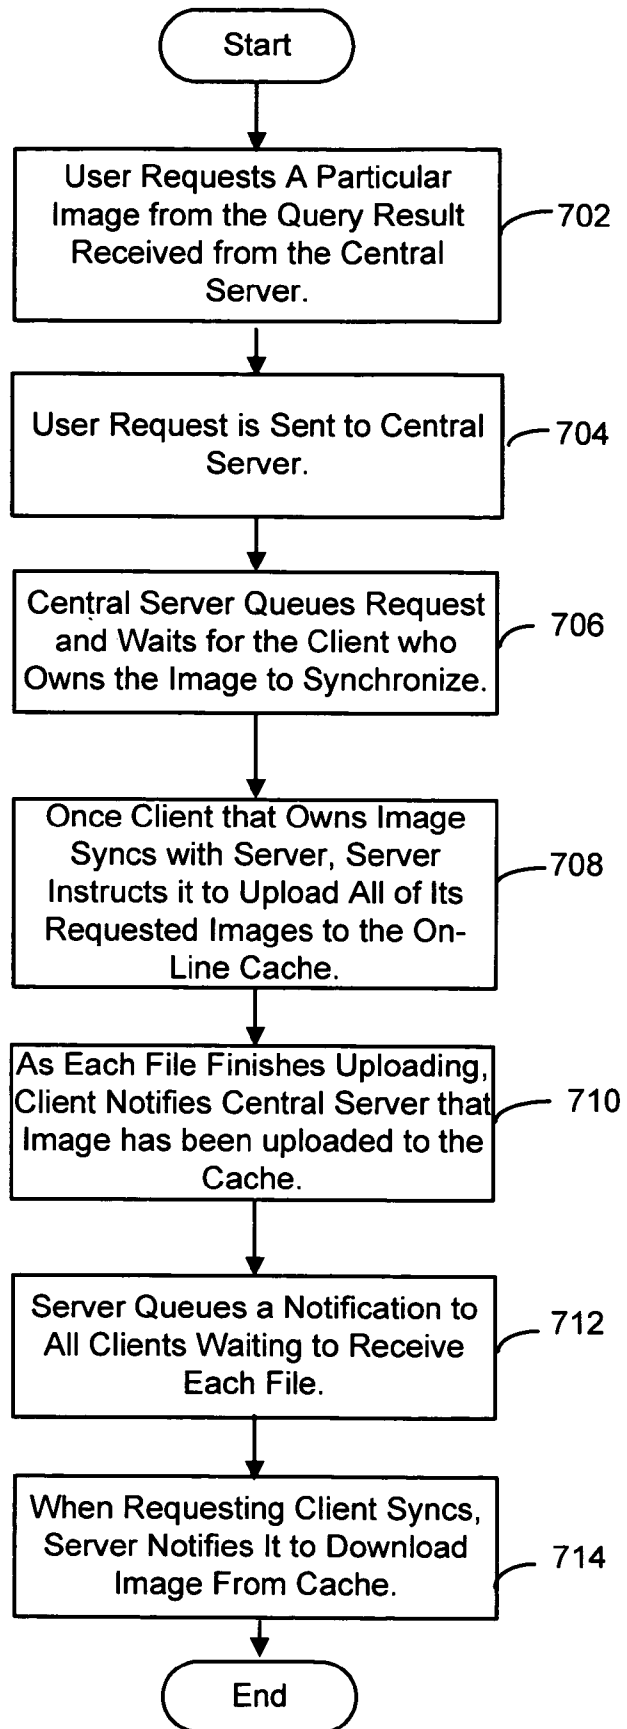 Start
User Requests A Particular
Image from the Query Result
Received from the Central
Server.
702
User Request is Sent to Central
Server.
704
Central Server Queues Request
and Waits for the Client who
Owns the Image to Synchronize.
706
Once Client that Owns Image
Syncs with Server, Server
Instructs it to Upload All of Its
Requested Images to the On-
Line Cache.
708
As Each File Finishes Uploading,
Client Notifies Central Server that
Image has been uploaded to the
Cache.
710
Server Queues a Notification to
All Clients Waiting to Receive
Each File.
712
When Requesting Client Syncs,
Server Notifies It to Download
Image From Cache.
714
End